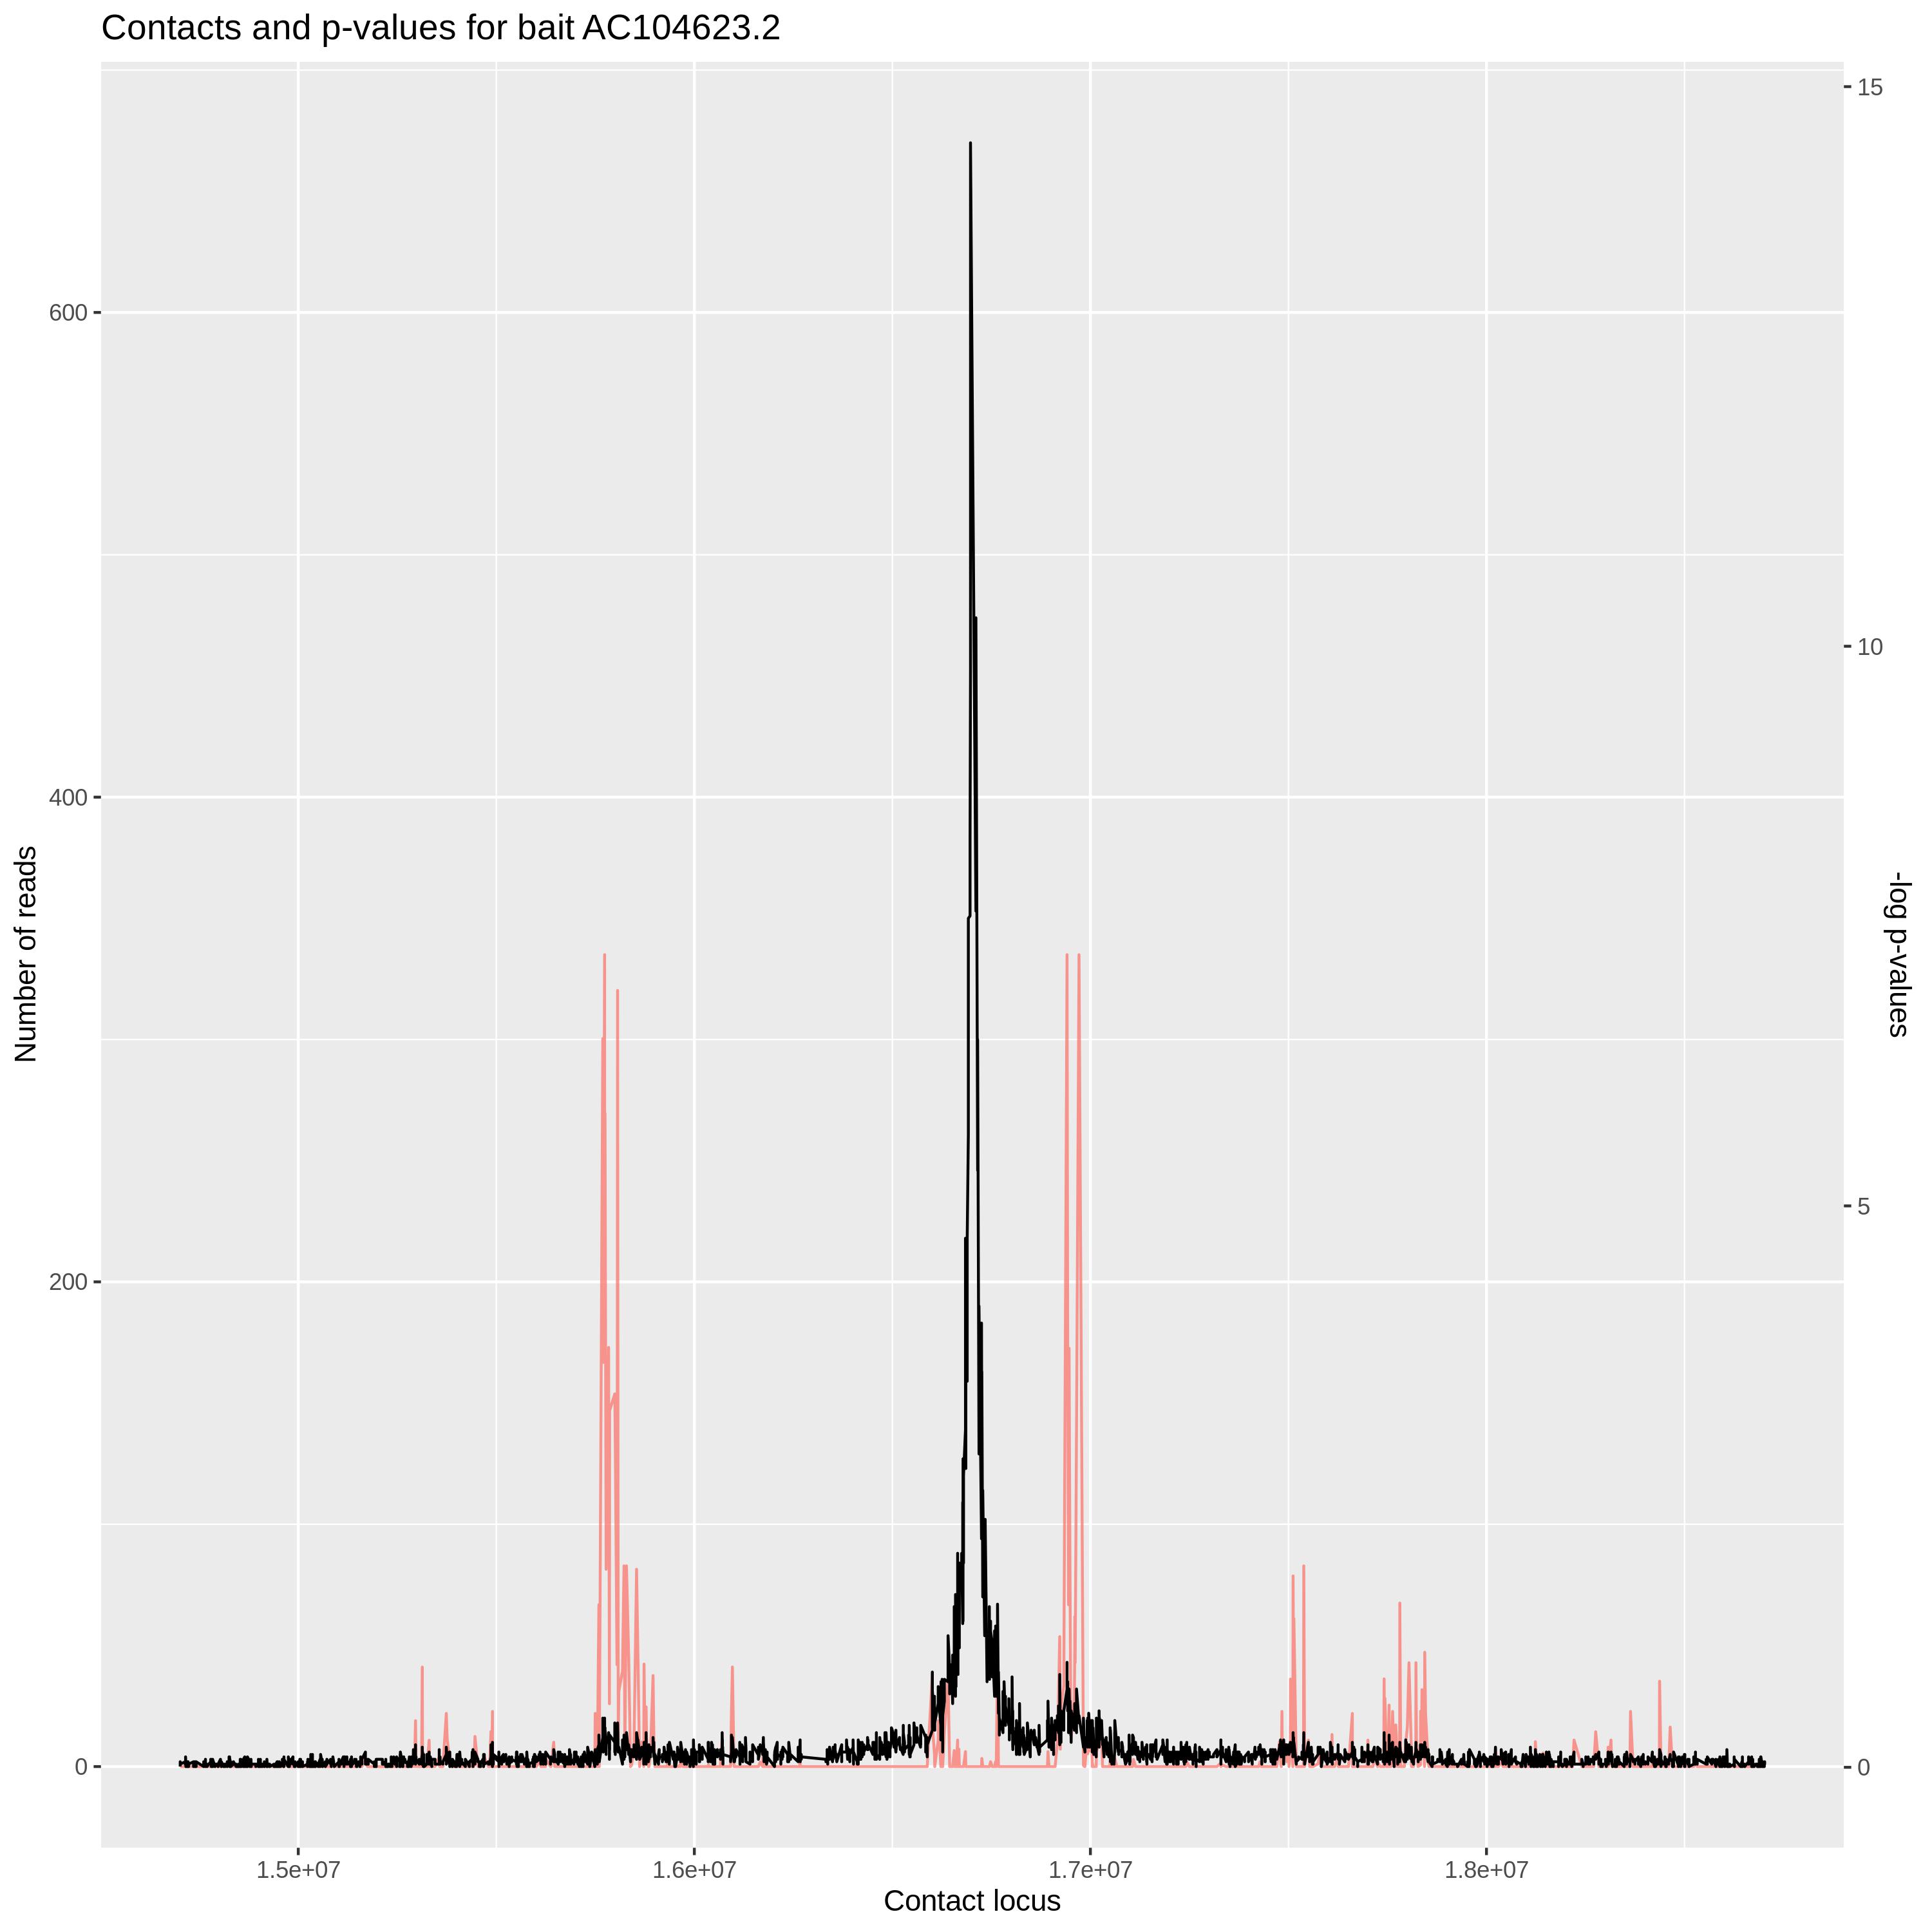 Contacts and p-values for bait AC104623.2
15
600
10
400
Number of reads
-log p-values
5
200
0
0
1.5e+07
1.6e+07
1.7e+07
1.8e+07
Contact locus